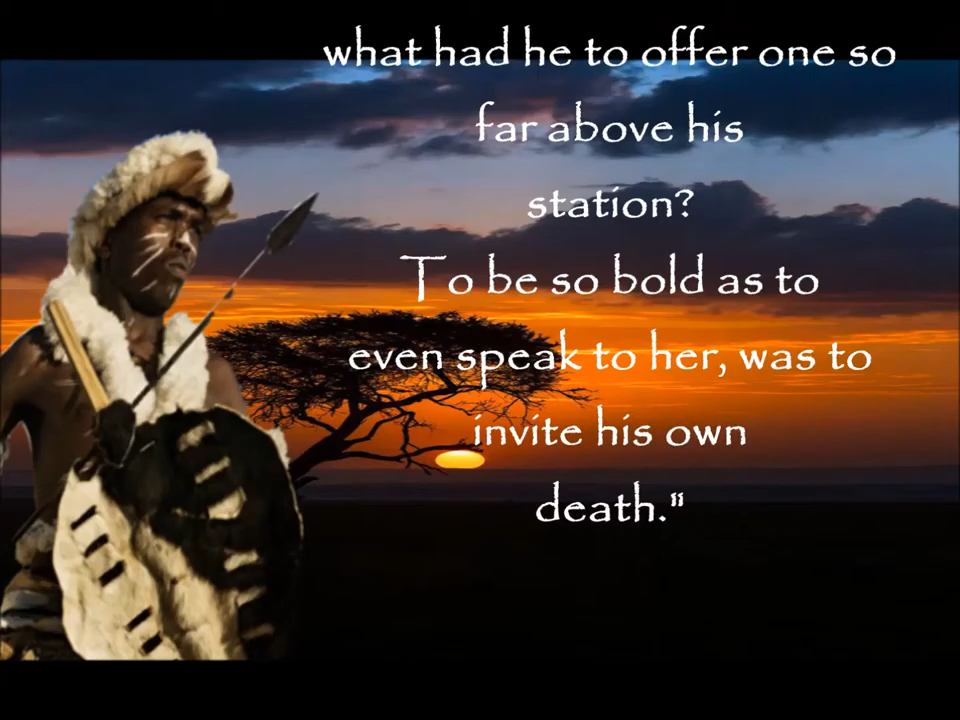 what had he to offer one so
far above his
station?
To be so bold as to
even speak to her, was to
invite his own
death."